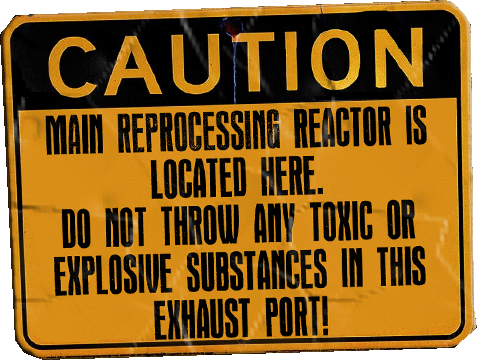 CAUTION
MAIN REPROCESSING REACTOR IS
LOCATED HERE.
DO NOT THROW ANY TOXIC OR
EXPLOSIVE SUBSTANCES IN THIS
EXHAUST PORT!